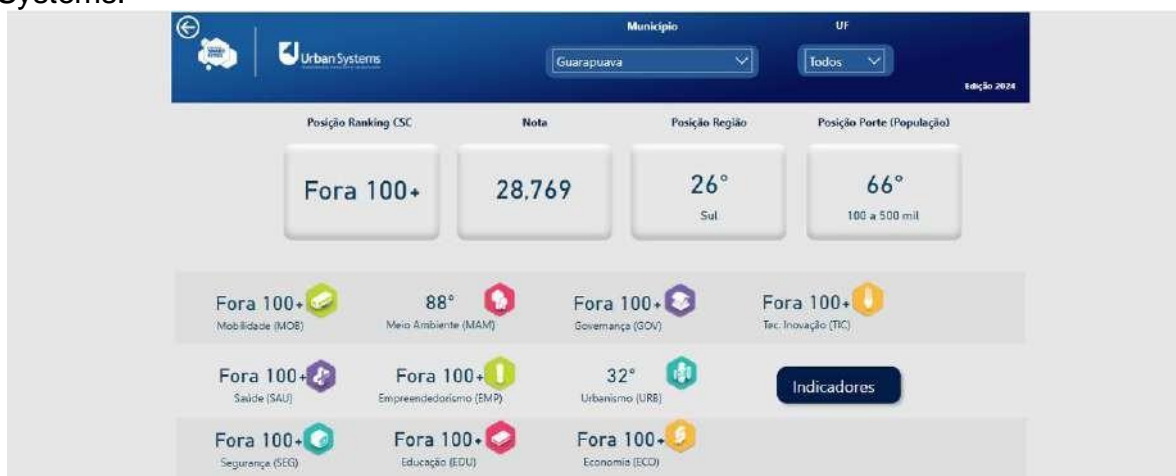 Systems.
Município
UF
Urban Systems
Guarapuava
Todos
Edição 2024
Posição Ranking CSC
Nota
Posição Região
Posição Porte (População)
Fora 100+
28,769
26°
66°
Sul
100 a 500 mil
Fora 100+
88°
Fora 100+
Fora 100+
Mobilidade (MOB)
Meio Ambiente (MAM)
Governança (GOV)
Tec. Inovação (TIC)
Fora 100+
Fora 100+
32°
Indicadores
Saúde (SAU)
Empreendedorismo (EMP)
Urbanismo (URB)
Fora 100+
Fora 100+
Fora 100+
Segurança (SEG)
Educação (EDU)
Economia (ECO)